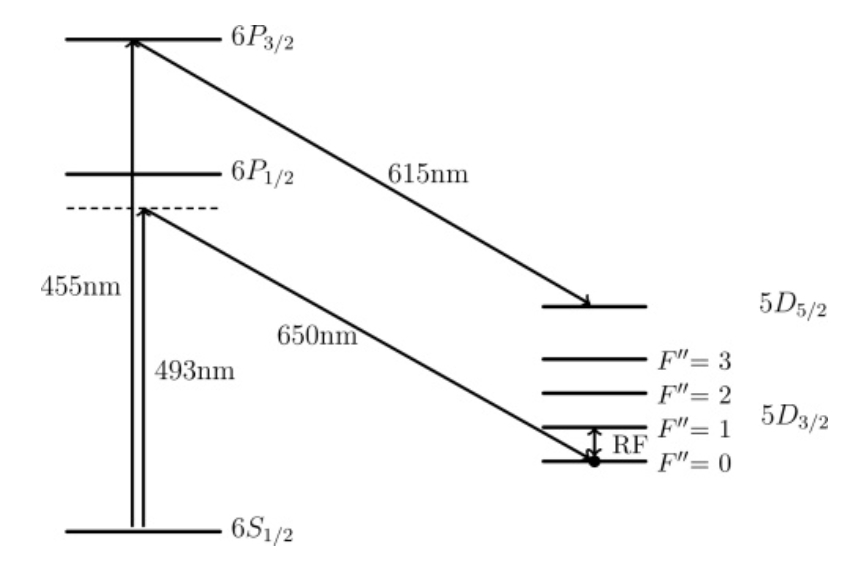 6P3/2
6P1/2
615nm
455nm
5D5/2
650nm
F″= 3
493nm
F″= 2
5D3/2
F″= 1
RF
F″= 0
6S1/2